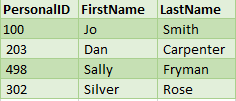 PersonalID FirstName LastName
100 Jo Smith
203 Dan Carpenter
498 Sally Fryman
302 Silver Rose